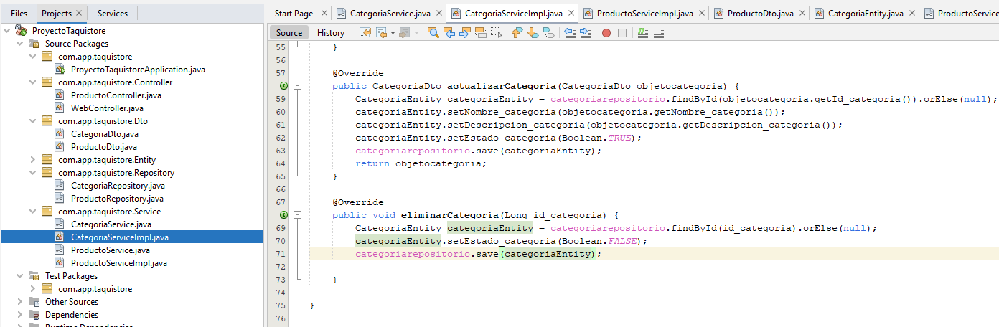 Files Projects Services
ProyectoTaquistore
Source Packages
com.app.taquistore
ProyectoTaquistoreApplication.java
com.app.taquistore.Controller
ProductoController.java
WebController.java
com.app.taquistore.Dto
CategoriaDto.java
ProductoDto.java
com.app.taquistore.Entity
com.app.taquistore.Repository
CategoriaRepository.java
ProductoRepository.java
com.app.taquistore.Service
CategoriaService.java
CategoriaServiceImpl.java
ProductoService.java
ProductoServiceImpl.java
Test Packages
com.app.taquistore
Other Sources
Dependencies
Runtime Dependencies
Start Page CategoriaService.java CategoriaServiceImpl.java ProductoServiceImpl.java ProductoDto.java CategoriaEntity.java ProductoService
Source History
55 }
56
57 @Override
public CategoriaDto actualizarCategoria(CategoriaDto objetocategoria) {
59 CategoriaEntity categoriaEntity = categoriarepositorio.findById(objetocategoria.getId_categoria()).orElse(null);
60 categoriaEntity.setNombre_categoria(objetocategoria.getNombre_categoria());
61 categoriaEntity.setDescripcion_categoria(objetocategoria.getDescripcion_categoria());
62 categoriaEntity.setEstado_categoria(Boolean.TRUE);
63 categoriarepositorio.save(categoriaEntity);
64 return objetocategoria;
65 }
66
67 @Override
public void eliminarCategoria(Long id_categoria) {
69 CategoriaEntity categoriaEntity = categoriarepositorio.findById(id_categoria).orElse(null);
70 categoriaEntity.setEstado_categoria(Boolean.FALSE);
71 categoriarepositorio.save(categoriaEntity);
72
73 }
74
75 }
76